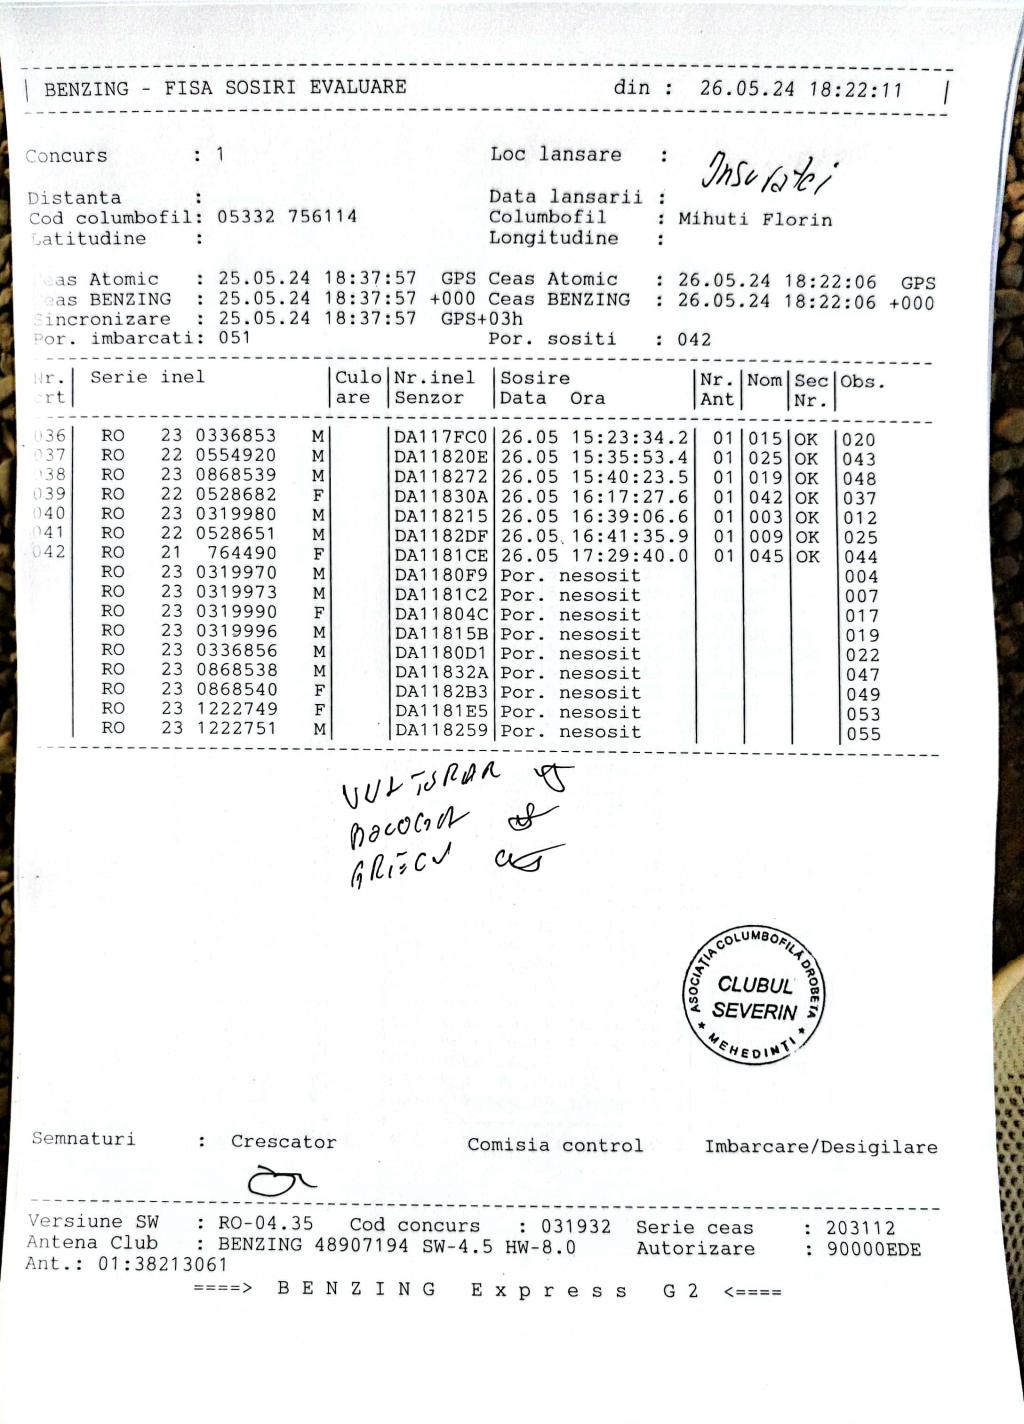 BENZING - FISA SOSIRI EVALUARE din : 26.05.24 18:22:11
Concurs : 1 Loc lansare : Insuratei
Distanta : Data lansarii :
Cod columbofil: 05332 756114 Columbofil : Mihuti Florin
Latitudine : Longitudine :
Ceas Atomic : 25.05.24 18:37:57 GPS Ceas Atomic : 26.05.24 18:22:06 GPS
Ceas BENZING : 25.05.24 18:37:57 +000 Ceas BENZING : 26.05.24 18:22:06 +000
Sincronizare : 25.05.24 18:37:57 GPS+03h
Por. imbarcati: 051 Por. sositi : 042
Nr. Serie inel Culo Nr.inel Sosire Nr. Nom Sec Obs.
crt are Senzor Data Ora Ant Nr.
036 RO 23 0336853 M DA117FC0 26.05 15:23:34.2 01 015 OK 020
037 RO 22 0554920 M DA11820E 26.05 15:35:53.4 01 025 OK 043
038 RO 23 0868539 M DA118272 26.05 15:40:23.5 01 019 OK 048
039 RO 22 0528682 F DA11830A 26.05 16:17:27.6 01 042 OK 037
040 RO 23 0319980 M DA118215 26.05 16:39:06.6 01 003 OK 012
041 RO 22 0528651 M DA1182DF 26.05 16:41:35.9 01 009 OK 025
042 RO 21 764490 F DA1181CE 26.05 17:29:40.0 01 045 OK 044
RO 23 0319970 M DA1180F9 Por. nesosit 004
RO 23 0319973 M DA1181C2 Por. nesosit 007
RO 23 0319990 F DA11804C Por. nesosit 017
RO 23 0319996 M DA11815B Por. nesosit 019
RO 23 0336856 M DA1180D1 Por. nesosit 022
RO 23 0868538 M DA11832A Por. nesosit 047
RO 23 0868540 F DA1182B3 Por. nesosit 049
RO 23 1222749 F DA1181E5 Por. nesosit 053
RO 23 1222751 M DA118259 Por. nesosit 055
VULTURAR
GRIECU
ASOCIAȚIA COLUMBOFILĂ DROBETA
CLUBUL
SEVERIN
* MEHEDINTI *
Semnaturi : Crescator Comisia control Imbarcare/Desigilare
Versiune SW : RO-04.35 Cod concurs : 031932 Serie ceas : 203112
Antena Club : BENZING 48907194 SW-4.5 HW-8.0 Autorizare : 90000EDE
Ant.: 01:38213061
====> B E N Z I N G E x p r e s s G 2 <====